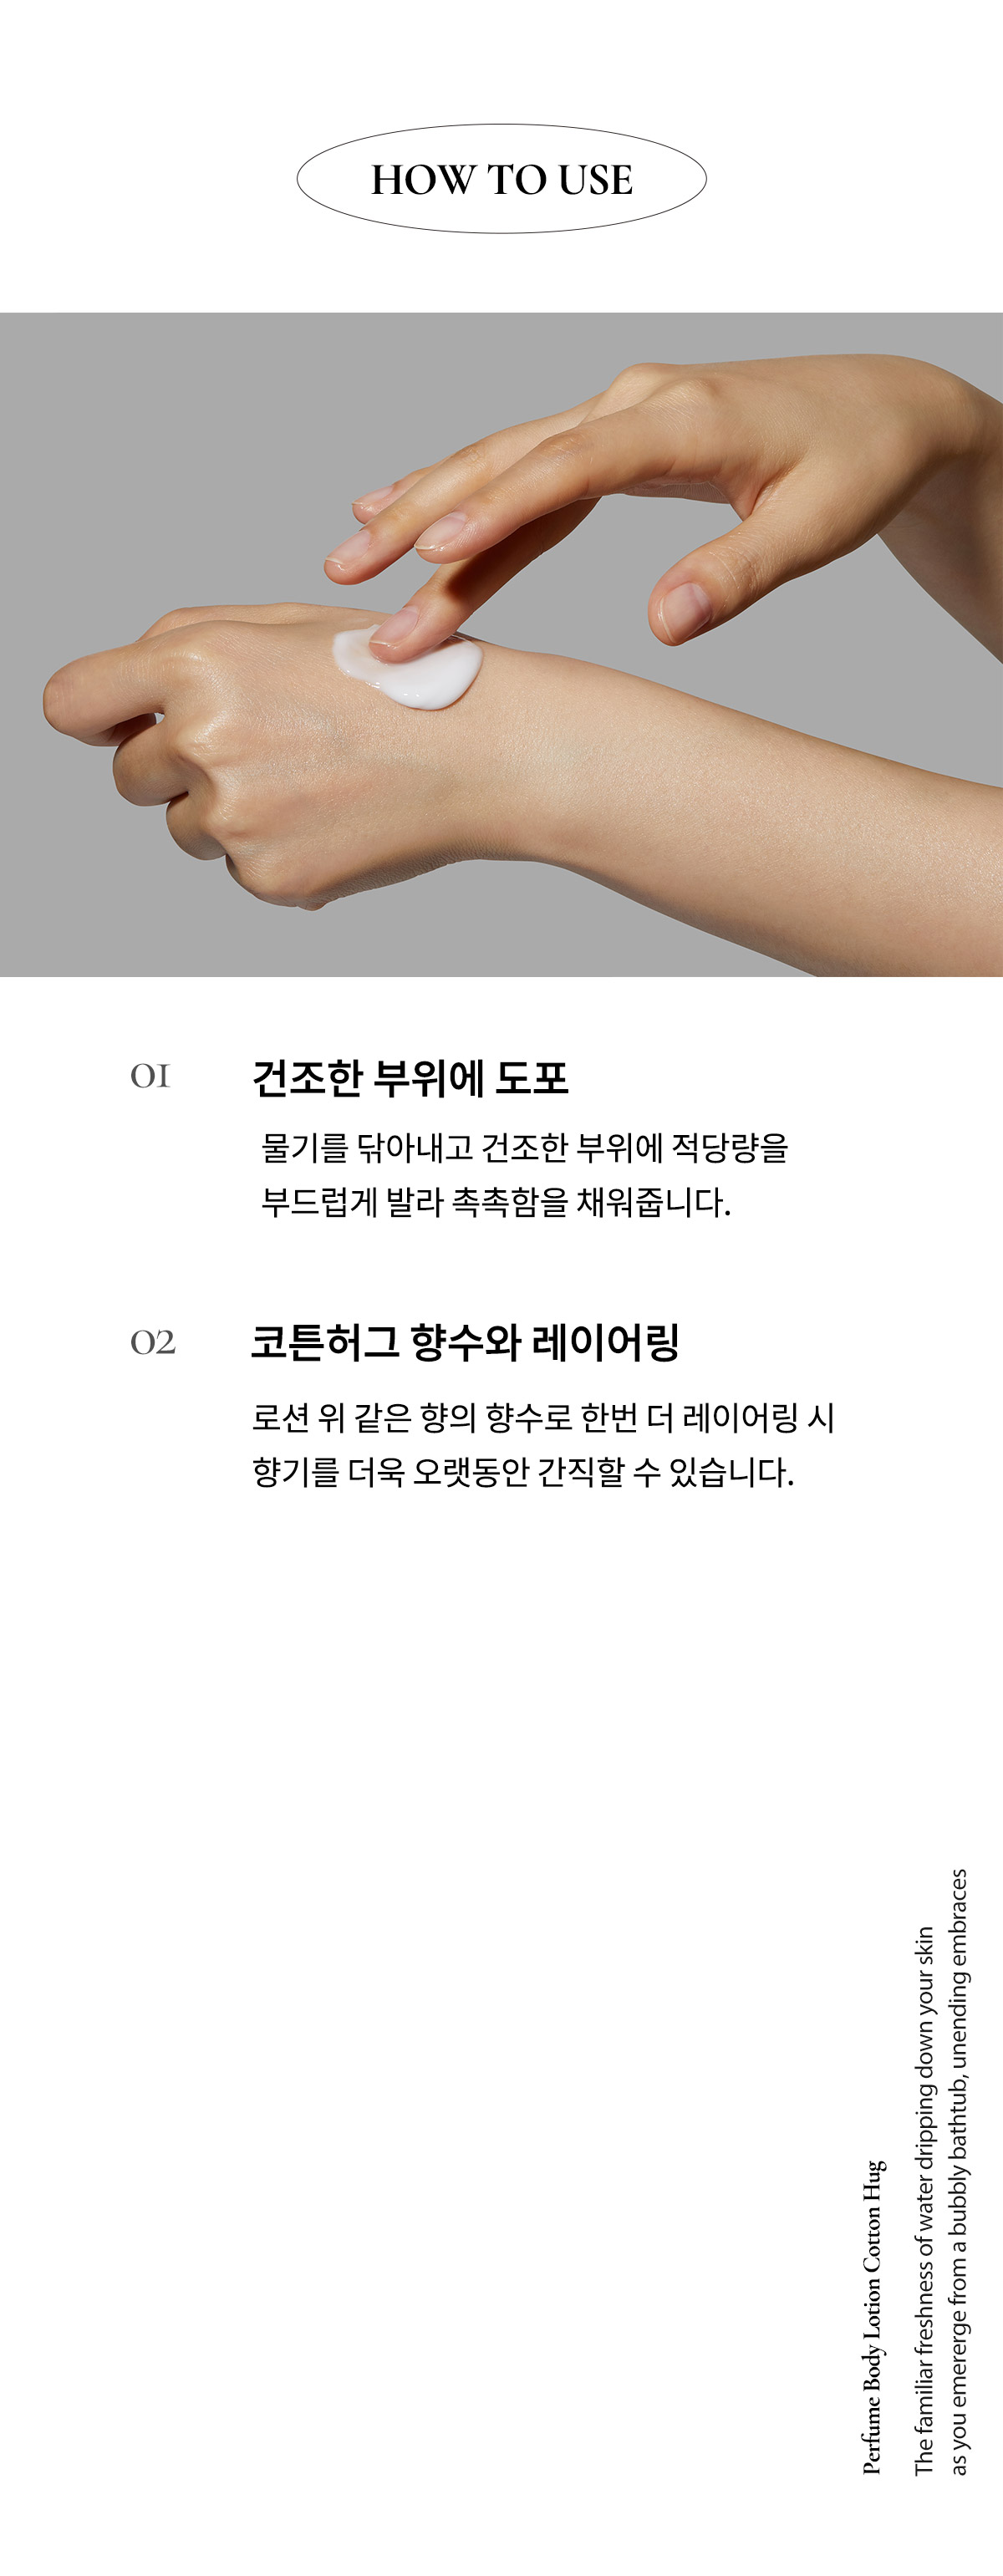 HOW TO USE
01
건조한 부위에 도포
물기를 닦아내고 건조한 부위에 적당량을
부드럽게 발라 촉촉함을 채워줍니다.
02
코튼허그 향수와 레이어링
로션 위 같은 향의 향수로 한번 더 레이어링 시
향기를 더욱 오랫동안 간직할 수 있습니다.
Perfume Body Lotion Cotton Hug
The familiar freshness of water dripping down your skin
as you emererge from a bubbly bathtub, unending embraces